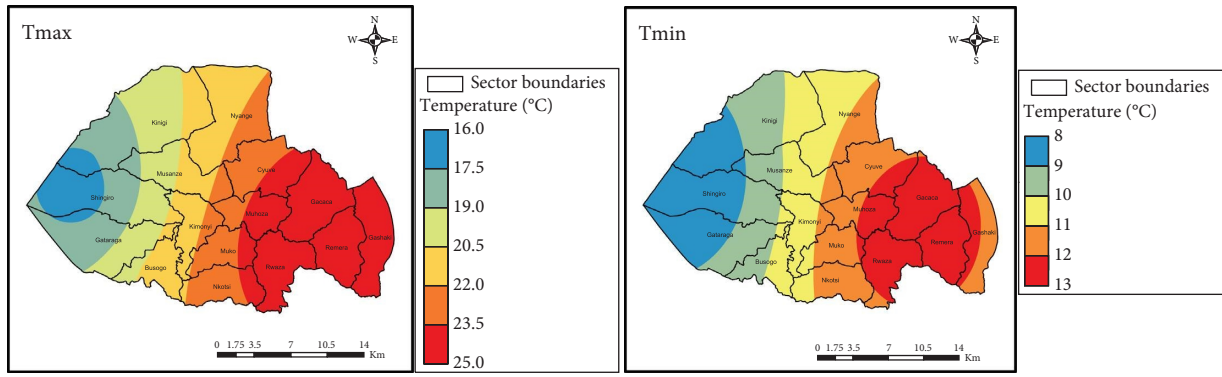 Tmax
N
W
E
S
Kinigi
Nyange
Musanze
Cyuve
Shingiro
Gacaca
Muhoza
Kimonyi
Gataraga
Muko
Remera
Gashaki
Busogo
Rwaza
Nkotsi
0 1.75 3.5 7 10.5 14
Km
Sector boundaries
Temperature (°C)
16.0
17.5
19.0
20.5
22.0
23.5
25.0
Tmin
N
W
E
S
Kinigi
Nyange
Musanze
Cyuve
Shingiro
Gacaca
Muhoza
Kimonyi
Gataraga
Muko
Remera
Gashaki
Busogo
Rwaza
Nkotsi
0 1.75 3.5 7 10.5 14
Km
Sector boundaries
Temperature (°C)
8
9
10
11
12
13